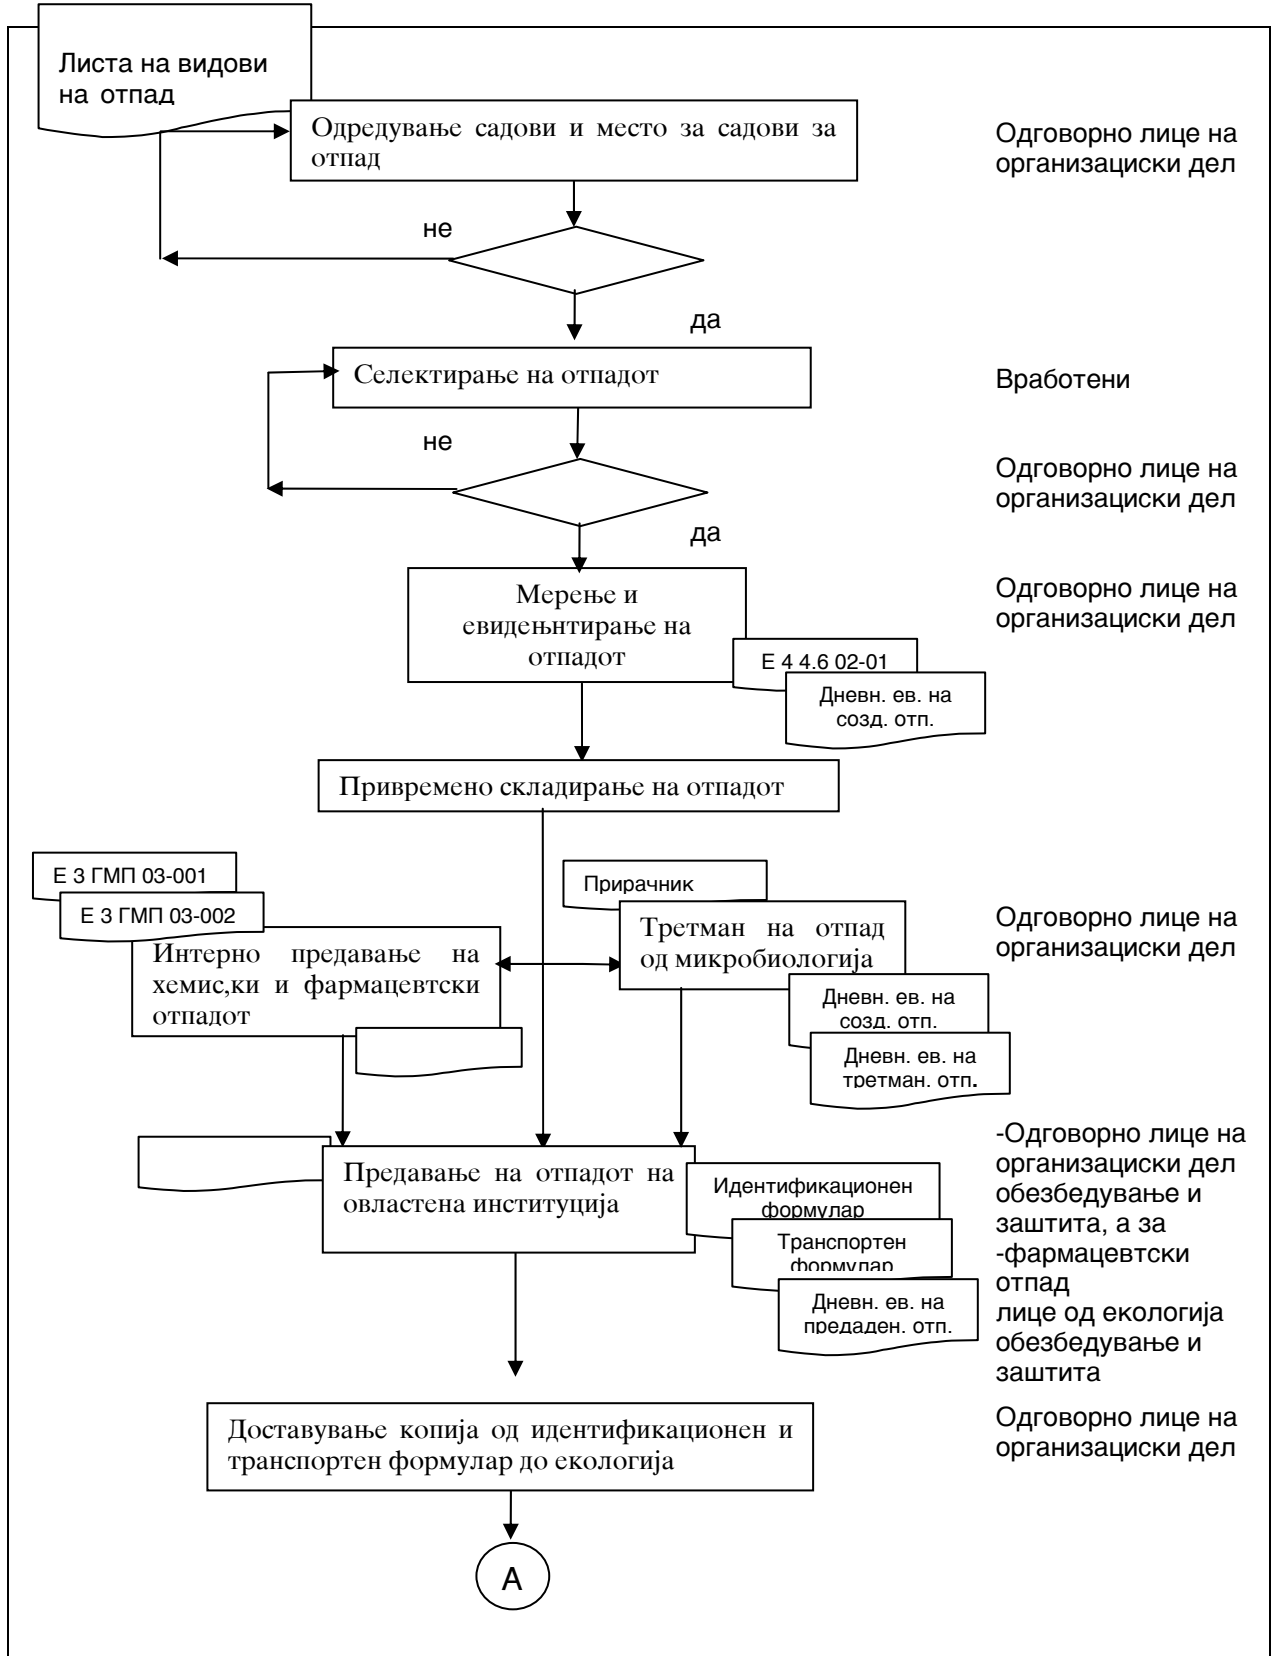 Листа на видови
на отпад
Одредување садови и место за садови за
отпад
Одговорно лице на
организациски дел
не
да
Селектирање на отпадот
Вработени
не
Одговорно лице на
организациски дел
да
Мерење и
евидењнтирање на
отпадот
Одговорно лице на
организациски дел
Е 4 4.6 02-01
Дневн. ев. на
созд. отп.
Привремено складирање на отпадот
Е 3 ГМП 03-001
Е 3 ГМП 03-002
Интерно предавање на
хемис,ки и фармацевтски
отпадот
Прирачник
Третман на отпад
од микробиологија
Одговорно лице на
организациски дел
Дневн. ев. на
созд. отп.
Дневн. ев. на
третман. отп.
Предавање на отпадот на
овластена институција
Идентификационен
формулар
Транспортен
формулар
Дневн. ев. на
предаден. отп.
-Одговорно лице на
организациски дел
обезбедување и
заштита, а за
-фармацевтски
отпад
лице од екологија
обезбедување и
заштита
Доставување копија од идентификационен и
транспортен формулар до екологија
Одговорно лице на
организациски дел
А